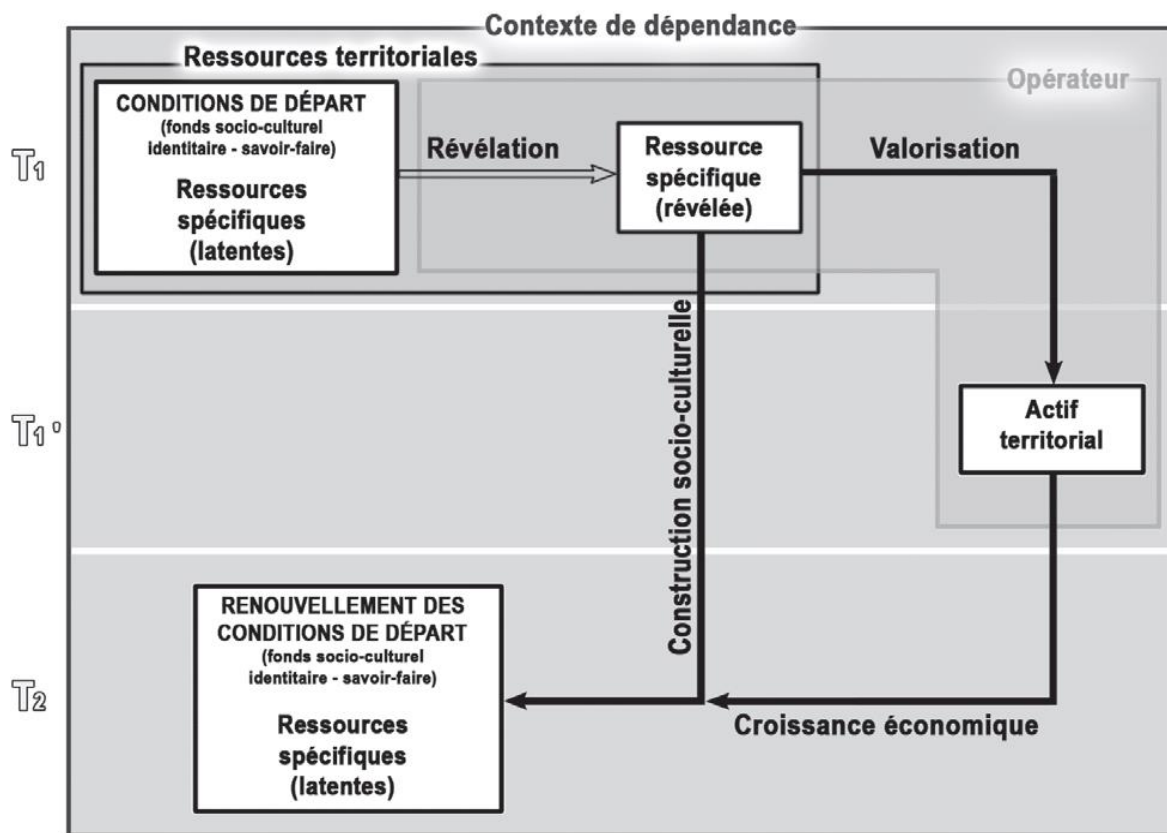 Contexte de dépendance
Ressources territoriales
Opérateur
CONDITIONS DE DÉPART
(fonds socio-culturel
identitaire - savoir-faire)
Ressources
spécifiques
(latentes)
T1
Révélation
Ressource
spécifique
(révélée)
Valorisation
Construction socio-culturelle
T1'
Actif
territorial
RENOUVELLEMENT DES
CONDITIONS DE DÉPART
(fonds socio-culturel
identitaire - savoir-faire)
Ressources
spécifiques
(latentes)
T2
Croissance économique